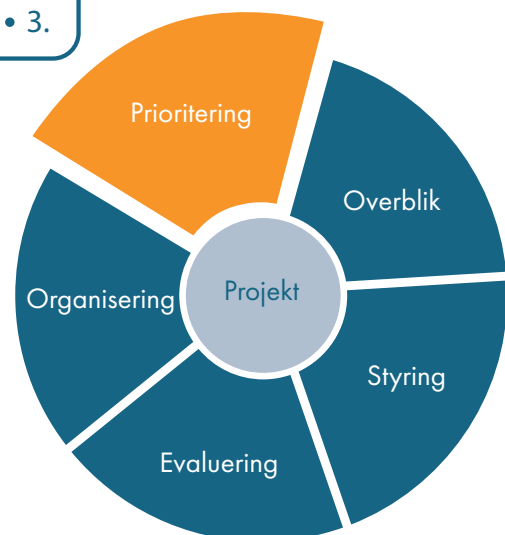 • 3.
Prioritering
Overblik
Projekt
Organisering
Styring
Evaluering